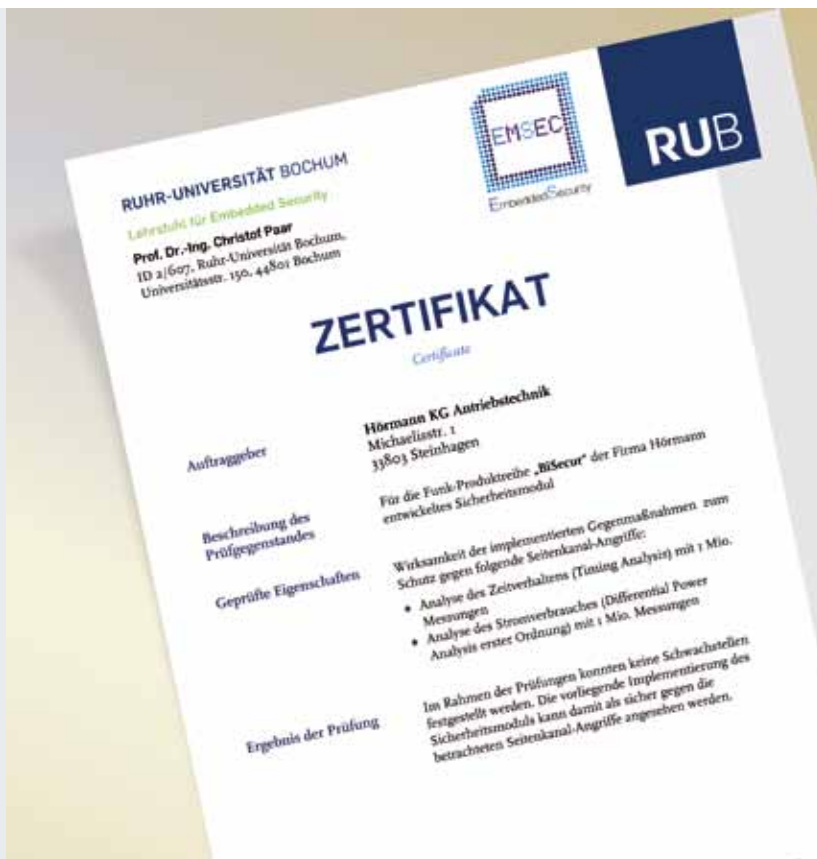 RUHR-UNIVERSITÄT BOCHUM
Lehrstuhl für Embedded Security
Prof. Dr.-Ing. Christof Paar
ID 2/607, Ruhr-Universität Bochum,
Universitätsstr. 150, 44801 Bochum
EMSEC
EmbeddedSecurity
RUB
ZERTIFIKAT
Certificate
Auftraggeber
Hörmann KG Antriebstechnik
Michaelisstr. 1
33803 Steinhagen
Beschreibung des
Prüfgegenstandes
Für die Funk-Produktreihe „BiSecur“ der Firma Hörmann
entwickeltes Sicherheitsmodul
Geprüfte Eigenschaften
Wirksamkeit der implementierten Gegenmaßnahmen zum
Schutz gegen folgende Seitenkanal-Angriffe:
• Analyse des Zeitverhaltens (Timing Analysis) mit 1 Mio.
Messungen
• Analyse des Stromverbrauches (Differential Power
Analysis erster Ordnung) mit 1 Mio. Messungen
Ergebnis der Prüfung
Im Rahmen der Prüfungen konnten keine Schwachstellen
festgestellt werden. Die vorliegende Implementierung des
Sicherheitsmoduls kann damit als sicher gegen die
betrachteten Seitenkanal-Angriffe angesehen werden.